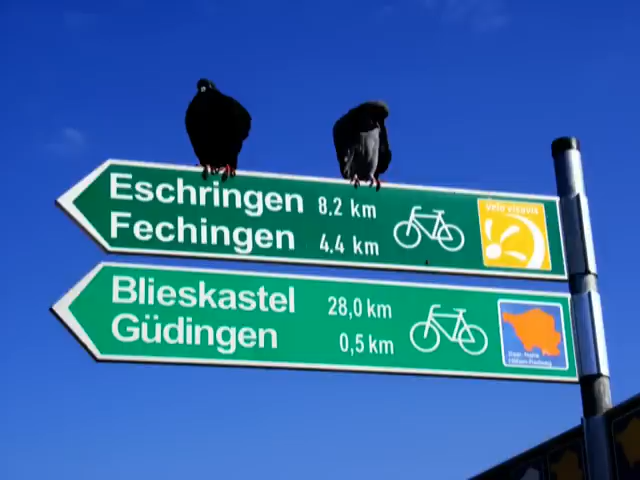 Eschringen 8.2 km
Fechingen 4.4 km
velo visavis
Blieskastel 28,0 km
Güdingen 0,5 km